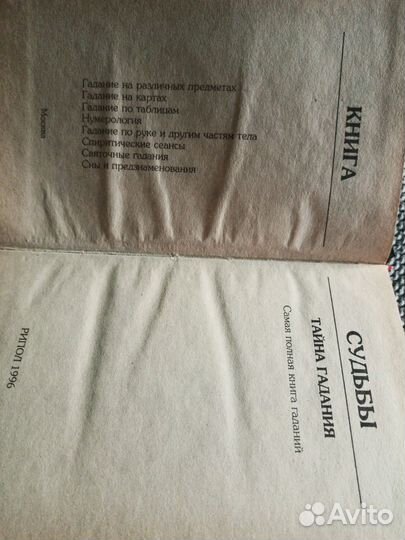 КНИГА
Гадание на различных предметах
Гадание на картах
Гадание по таблицам
Нумерология
Гадание по руке и другим частям тела
Спиритические сеансы
Святочные гадания
Сны и предзнаменования
Москва
СУДЬБЫ
ТАЙНА ГАДАНИЯ
Самая полная книга гаданий
РИПОЛ 1996
Avito